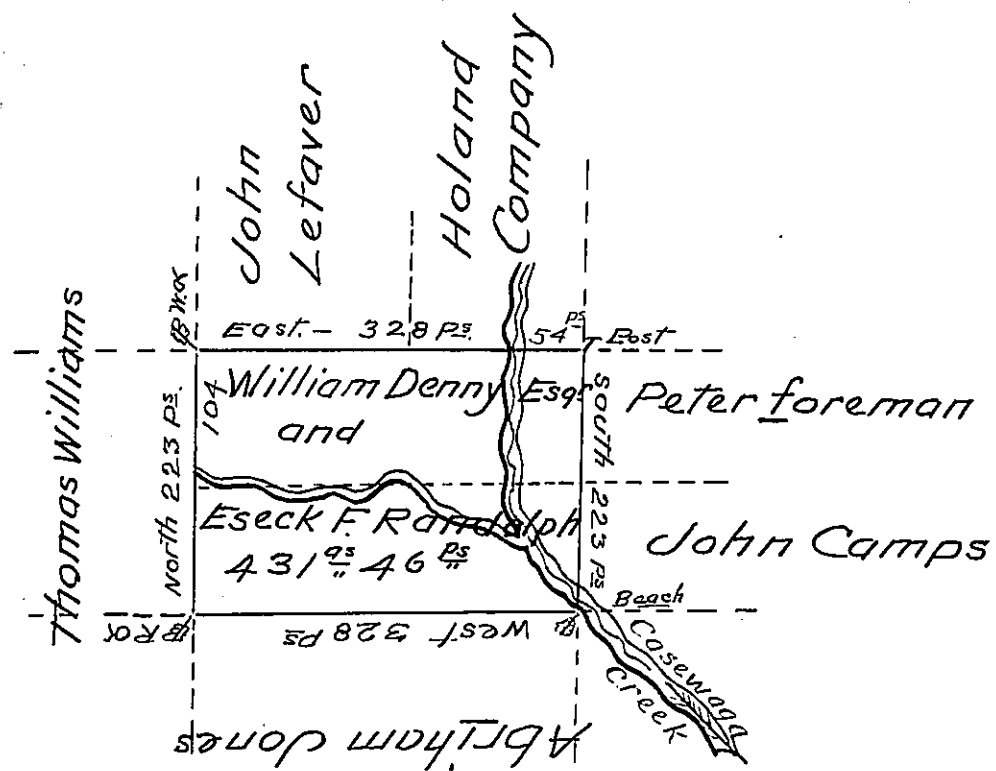 John
Lefaver
Holand
Company
Thomas Williams
East. - 328 Ps.
54 ps
Post
North 223 Ps.
104
William Denny Esqr
and
South 223 Ps
Peter foreman
Eseck F. Randolph
431 as 46 ps
John Camps
Beach
West 328 Ps
Cosewaga
Creek
Abriham Jones